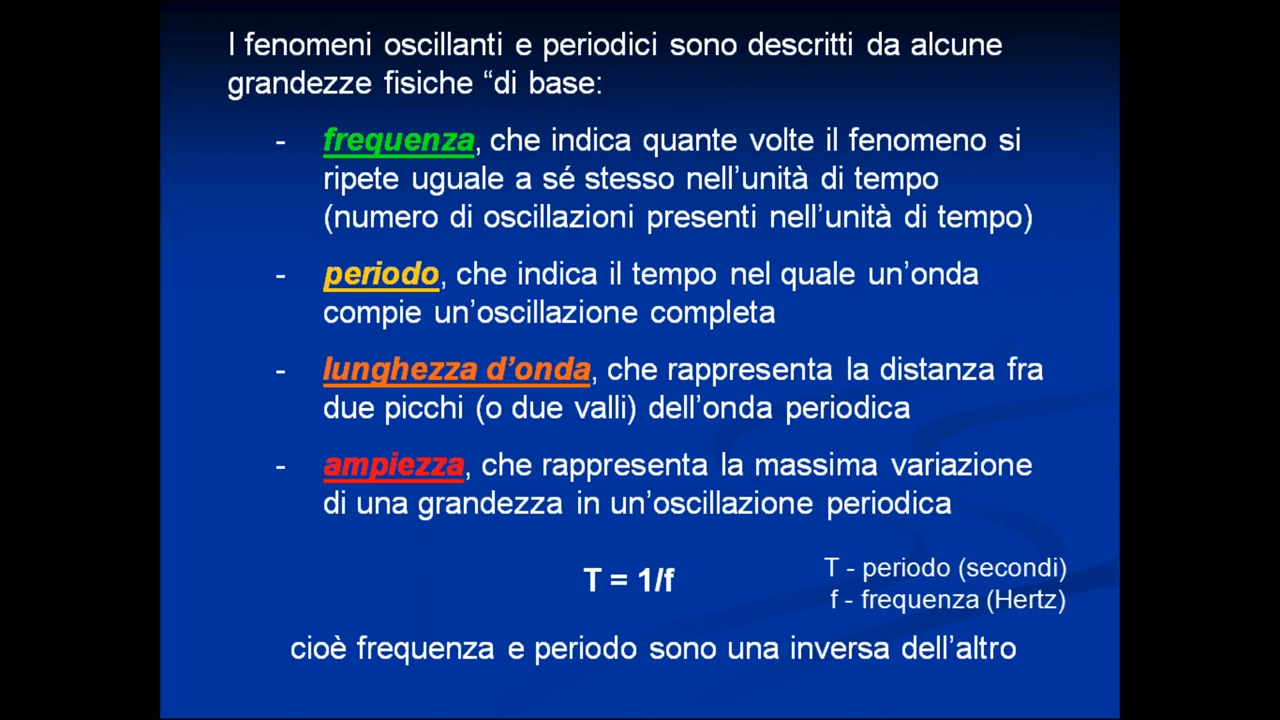 I fenomeni oscillanti e periodici sono descritti da alcune
grandezze fisiche “di base:
- frequenza, che indica quante volte il fenomeno si
ripete uguale a sé stesso nell’unità di tempo
(numero di oscillazioni presenti nell’unità di tempo)
- periodo, che indica il tempo nel quale un’onda
compie un’oscillazione completa
- lunghezza d’onda, che rappresenta la distanza fra
due picchi (o due valli) dell’onda periodica
- ampiezza, che rappresenta la massima variazione
di una grandezza in un’oscillazione periodica
T = 1/f
T - periodo (secondi)
f - frequenza (Hertz)
cioè frequenza e periodo sono una inversa dell’altro